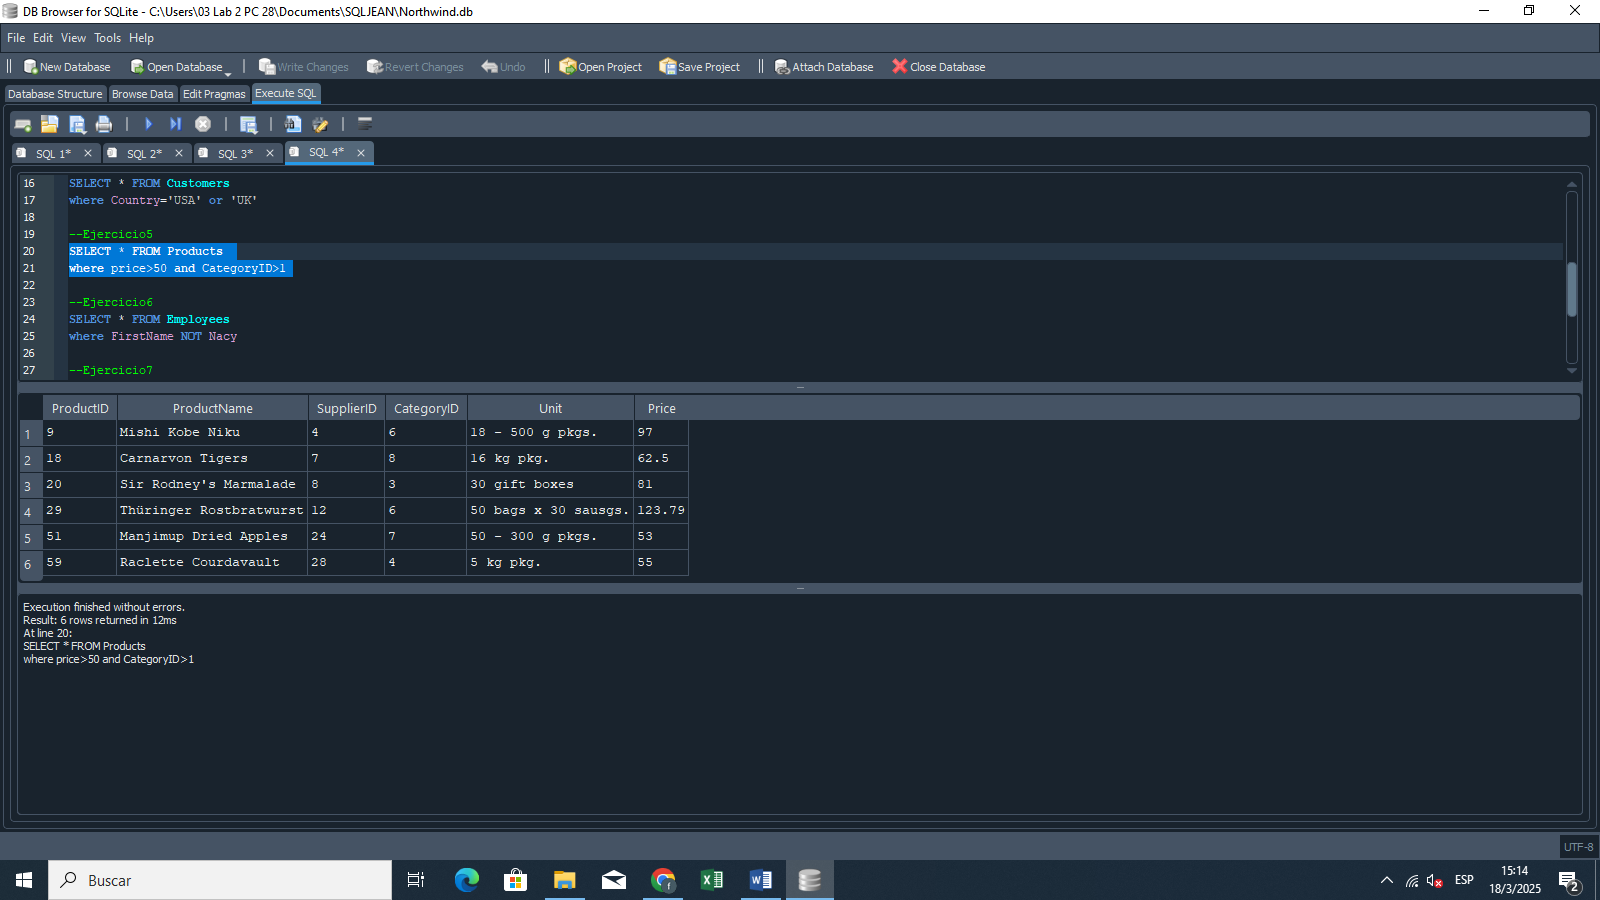 DB Browser for SQLite - C:\Users\03 Lab 2 PC 28\Documents\SQLJEAN\Northwind.db
File Edit View Tools Help
New Database Open Database Write Changes Revert Changes Undo Open Project Save Project Attach Database Close Database
Database Structure Browse Data Edit Pragmas Execute SQL
SQL 1* SQL 2* SQL 3* SQL 4*
16 SELECT * FROM Customers
17 where Country='USA' or 'UK'
18
19 --Ejercicio5
20 SELECT * FROM Products
21 where price>50 and CategoryID>1
22
23 --Ejercicio6
24 SELECT * FROM Employees
25 where FirstName NOT Nacy
26
27 --Ejercicio7
ProductID ProductName SupplierID CategoryID Unit Price
1 9 Mishi Kobe Niku 4 6 18 - 500 g pkgs. 97
2 18 Carnarvon Tigers 7 8 16 kg pkg. 62.5
3 20 Sir Rodney's Marmalade 8 3 30 gift boxes 81
4 29 Thüringer Rostbratwurst 12 6 50 bags x 30 sausgs. 123.79
5 51 Manjimup Dried Apples 24 7 50 - 300 g pkgs. 53
6 59 Raclette Courdavault 28 4 5 kg pkg. 55
Execution finished without errors.
Result: 6 rows returned in 12ms
At line 20:
SELECT * FROM Products
where price>50 and CategoryID>1
UTF-8
Buscar
ESP
15:14
18/3/2025
2